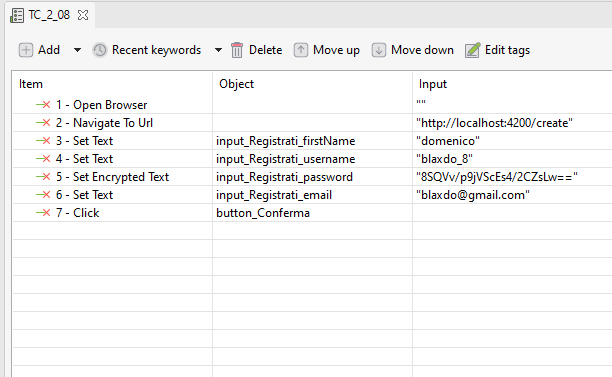 TC_2_08
Add Recent keywords Delete Move up Move down Edit tags
Item Object Input
1 - Open Browser ""
2 - Navigate To Url "http://localhost:4200/create"
3 - Set Text input_Registrati_firstName "domenico"
4 - Set Text input_Registrati_username "blaxdo_8"
5 - Set Encrypted Text input_Registrati_password "8SQVv/p9jVScEs4/2CZsLw=="
6 - Set Text input_Registrati_email "blaxdo@gmail.com"
7 - Click button_Conferma